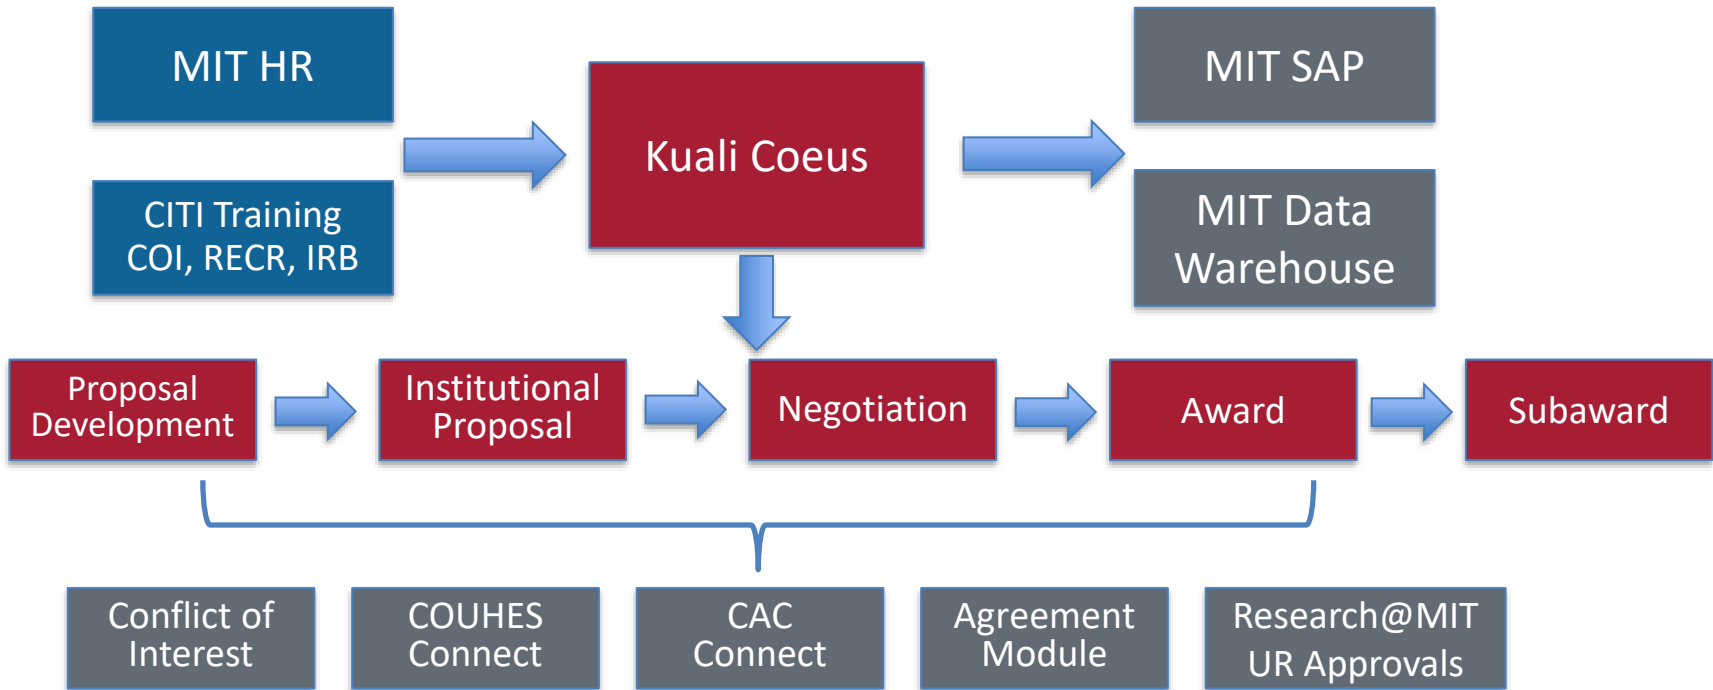 MIT HR
CITI Training
COI, RECR, IRB
Kuali Coeus
MIT SAP
MIT Data
Warehouse
Proposal
Development
Institutional
Proposal
Negotiation
Award
Subaward
Conflict of
Interest
COUHES
Connect
CAC
Connect
Agreement
Module
Research@MIT
UR Approvals